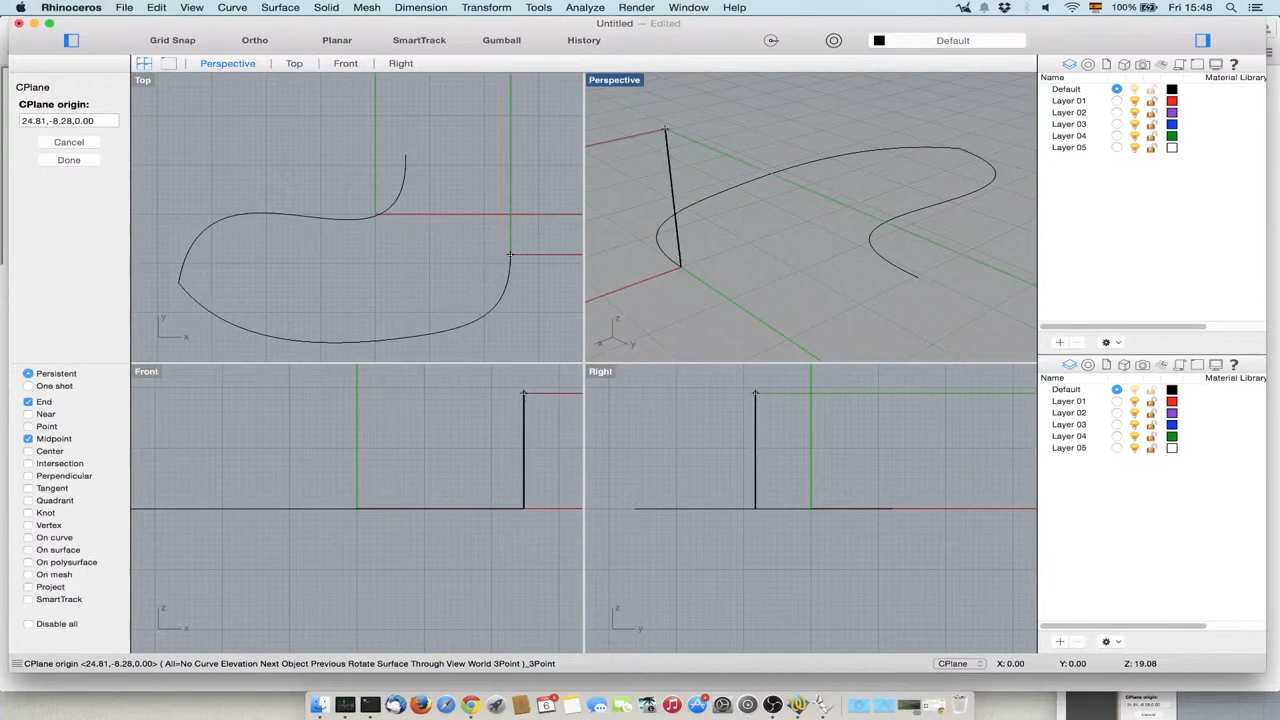 Rhinoceros File Edit View Curve Surface Solid Mesh Dimension Transform Tools Analyze Render Window Help
100% Fri 15:48
Untitled — Edited
Grid Snap Ortho Planar SmartTrack Gumball History Default
Perspective Top Front Right
CPlane
CPlane origin:
24.81,-8.28,0.00
Cancel
Done
Persistent
One shot
End
Near
Point
Midpoint
Center
Intersection
Perpendicular
Tangent
Quadrant
Knot
Vertex
On curve
On surface
On polysurface
On mesh
Project
SmartTrack
Disable all
Top
y
x
Perspective
z
x
y
Front
z
x
Right
z
y
Name Material Library
Default
Layer 01
Layer 02
Layer 03
Layer 04
Layer 05
Name Material Library
Default
Layer 01
Layer 02
Layer 03
Layer 04
Layer 05
CPlane origin <24.81,-8.28,0.00> ( All=No Curve Elevation Next Object Previous Rotate Surface Through View World 3Point )_3Point
CPlane X: 0.00 Y: 0.00 Z: 19.08
CPlane origin: